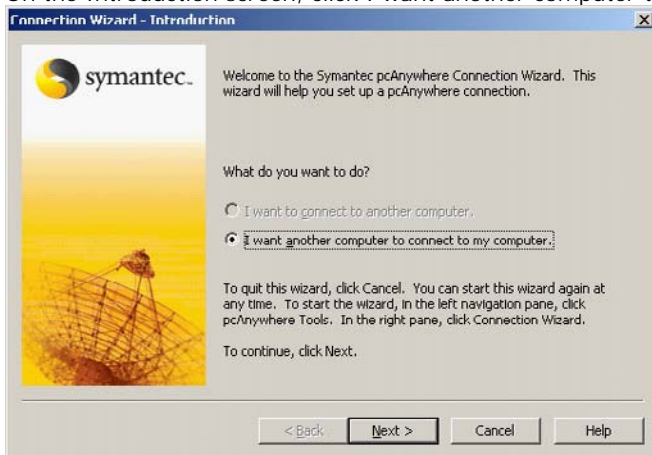 Connection Wizard - Introduction
symantec.
Welcome to the Symantec pcAnywhere Connection Wizard. This
wizard will help you set up a pcAnywhere connection.
What do you want to do?
I want to connect to another computer.
I want another computer to connect to my computer.
To quit this wizard, click Cancel. You can start this wizard again at
any time. To start the wizard, in the left navigation pane, click
pcAnywhere Tools. In the right pane, click Connection Wizard.
To continue, click Next.
< Back Next > Cancel Help